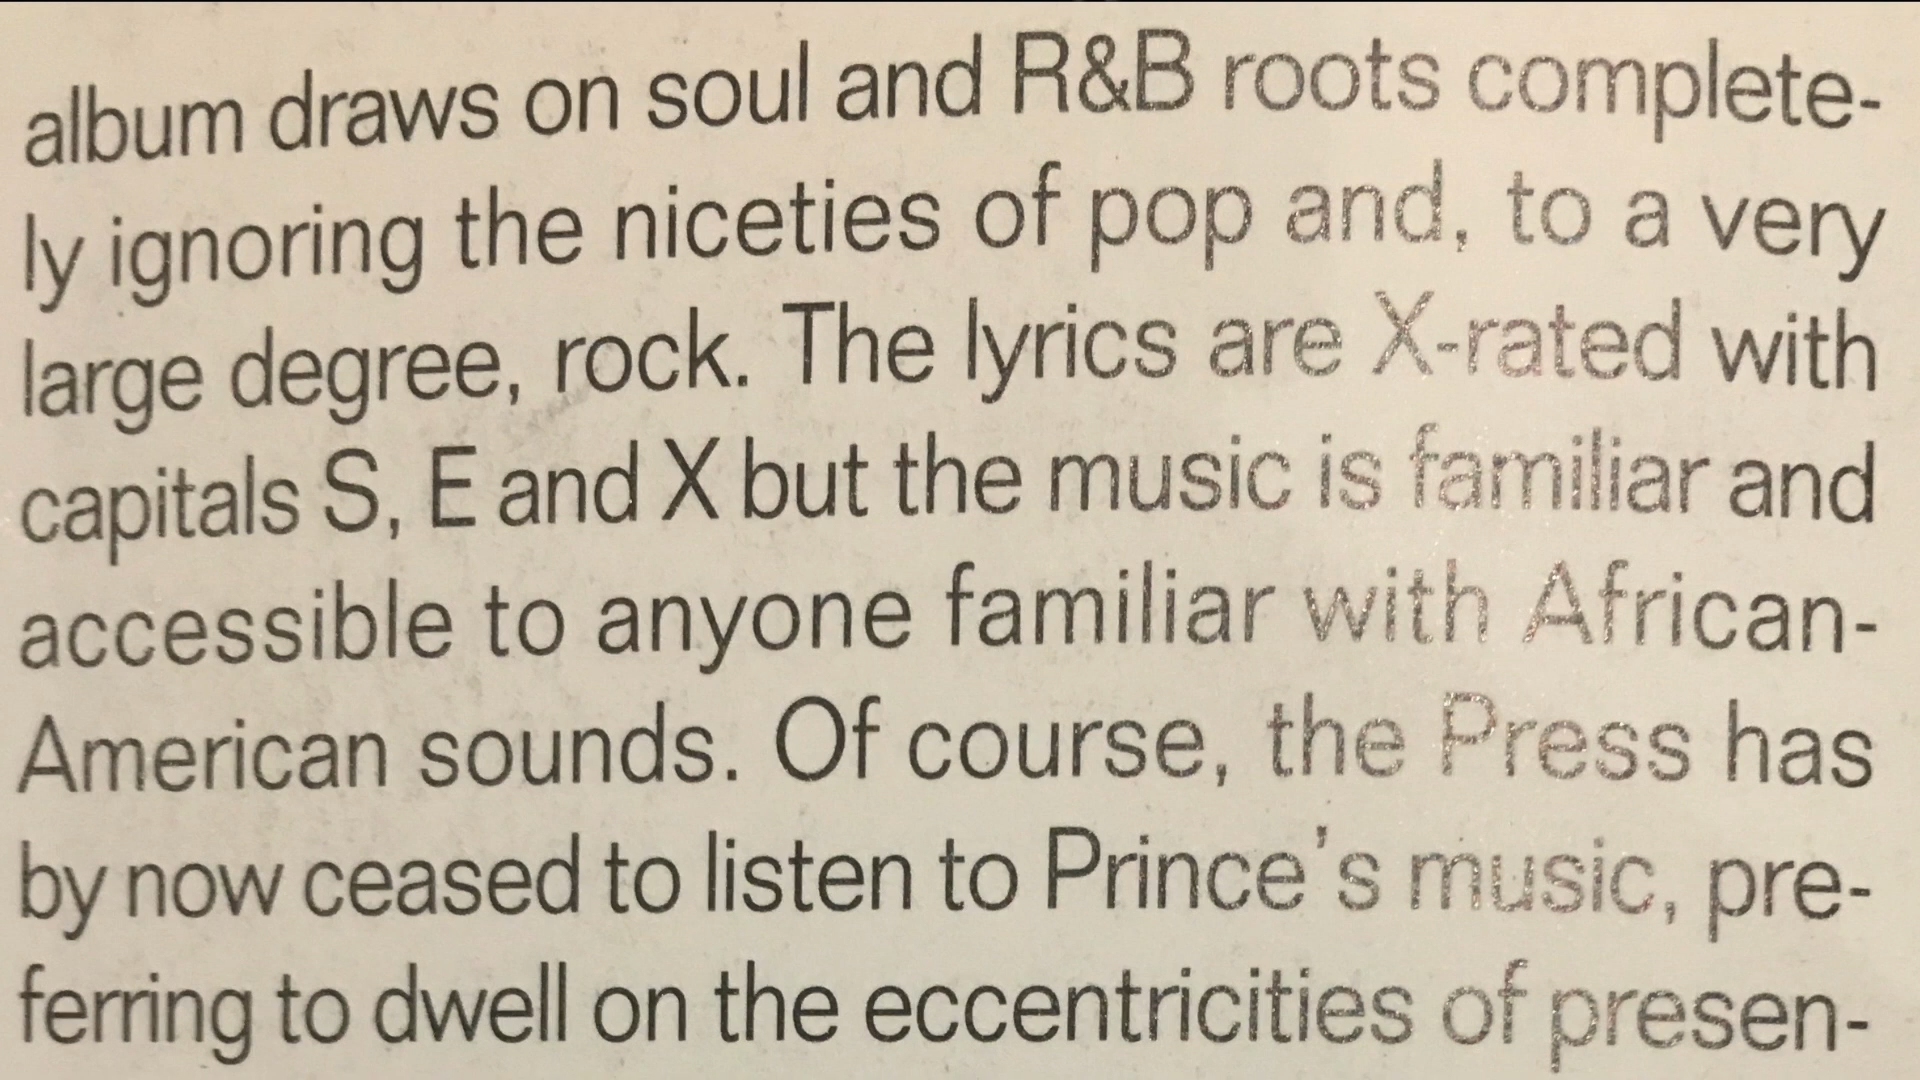 album draws on soul and R&B roots complete-
ly ignoring the niceties of pop and, to a very
large degree, rock. The lyrics are X-rated with
capitals S, E and X but the music is familiar and
accessible to anyone familiar with African-
American sounds. Of course, the Press has
by now ceased to listen to Prince's music, pre-
ferring to dwell on the eccentricities of presen-